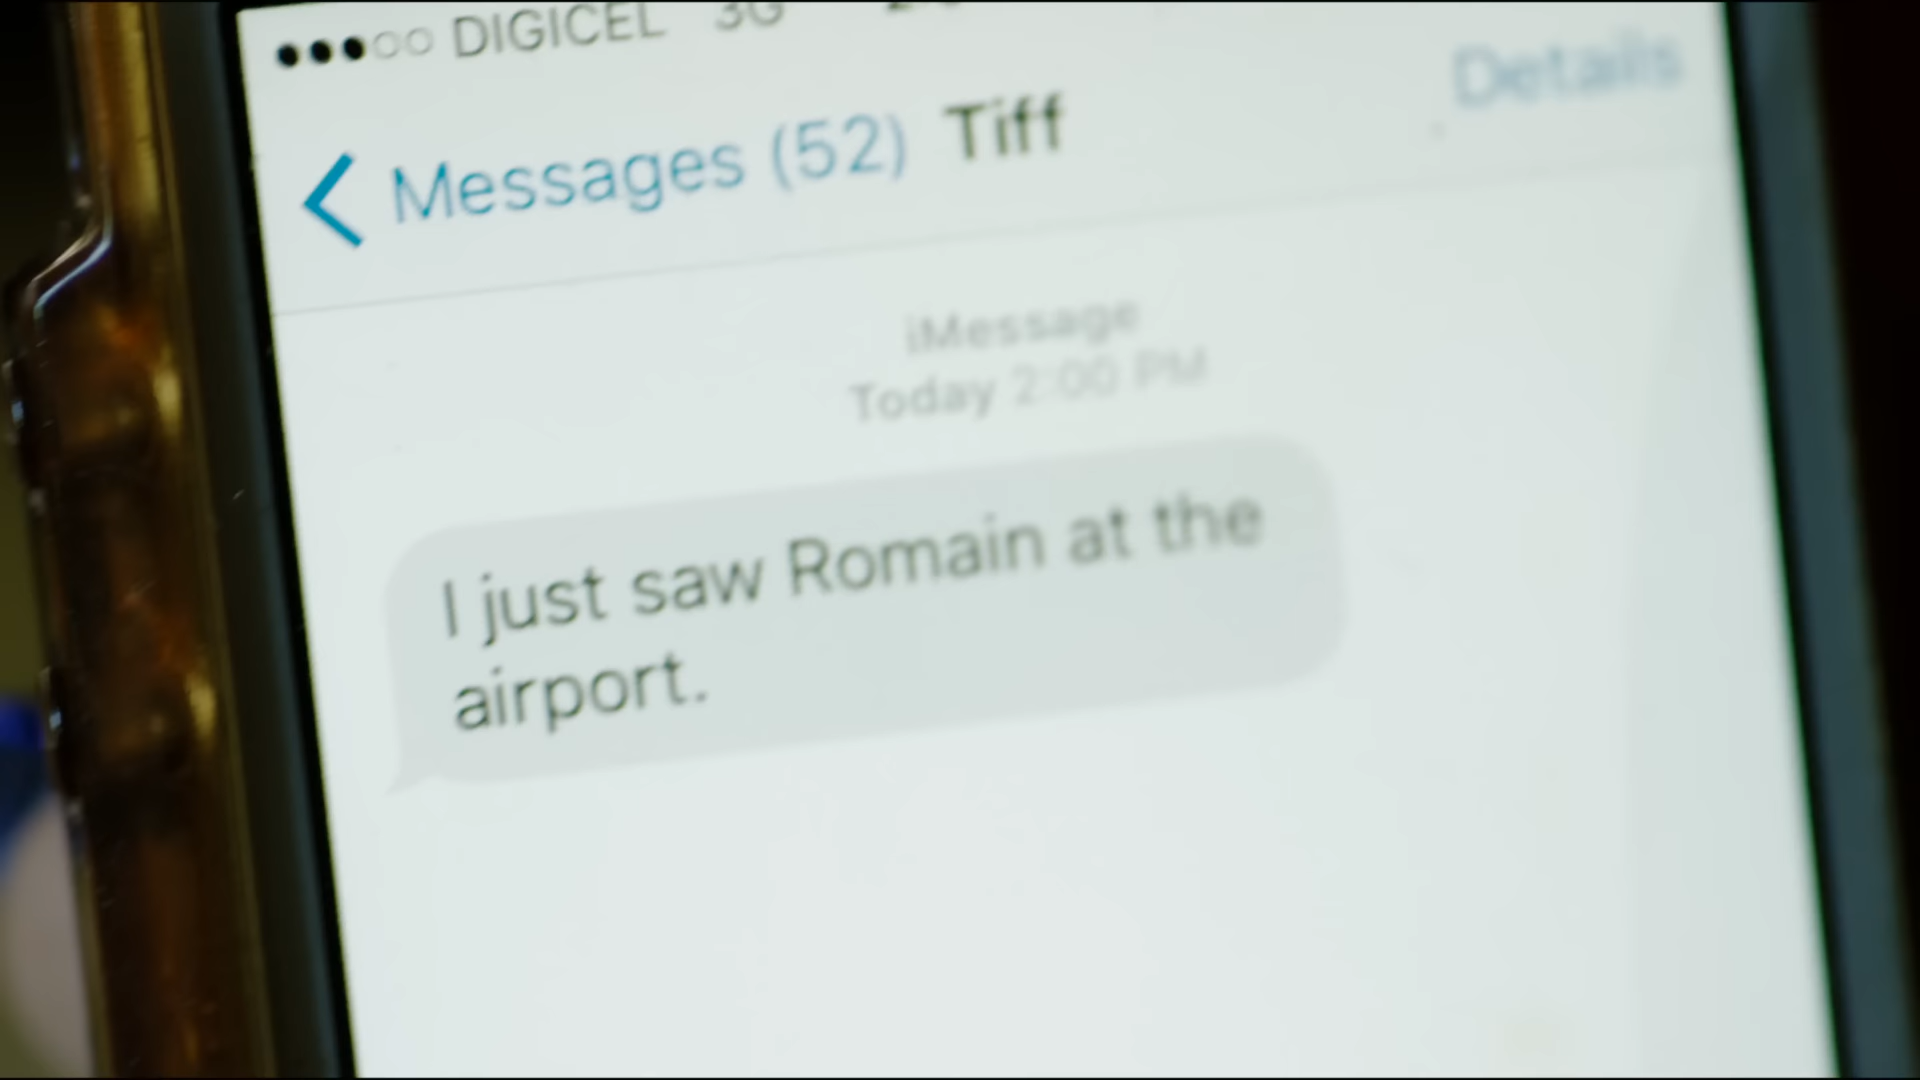 DIGICEL 3G
Messages (52) Tiff Details
iMessage
Today 2:00 PM
I just saw Romain at the
airport.